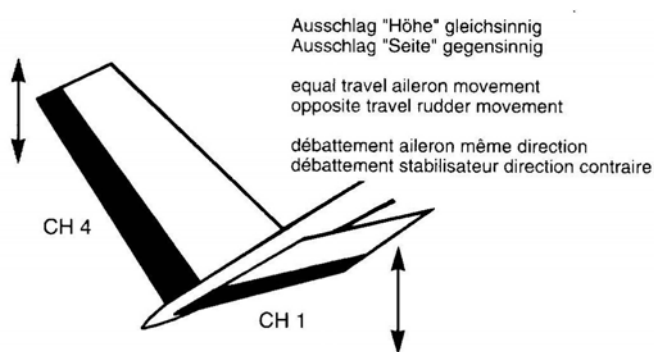 Ausschlag "Höhe" gleichsinnig
Ausschlag "Seite" gegensinnig
equal travel aileron movement
opposite travel rudder movement
débattement aileron même direction
débattement stabilisateur direction contraire
CH 4
CH 1